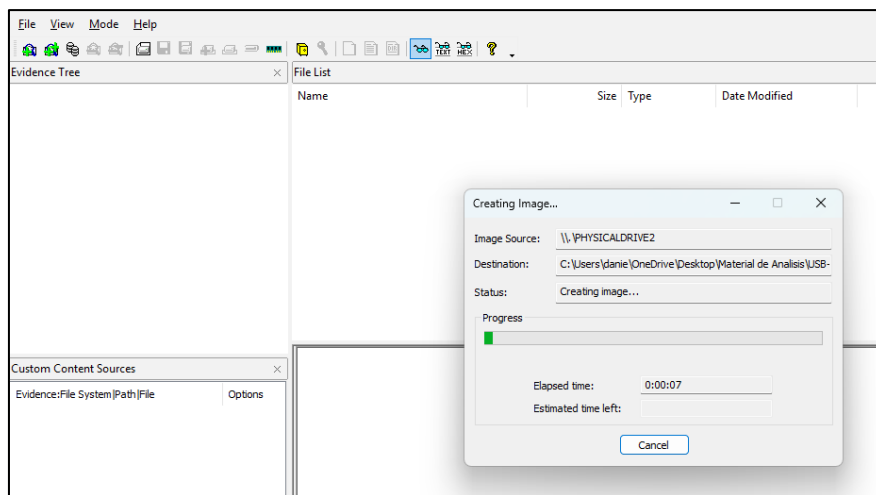 File View Mode Help
TEXT HEX
Evidence Tree
File List
Name Size Type Date Modified
Creating Image...
Image Source: \\.\PHYSICALDRIVE2
Destination: C:\Users\danie\OneDrive\Desktop\Material de Analisis\USB-
Status: Creating image...
Progress
Elapsed time: 0:00:07
Estimated time left:
Cancel
Custom Content Sources
Evidence:File System|Path|File Options